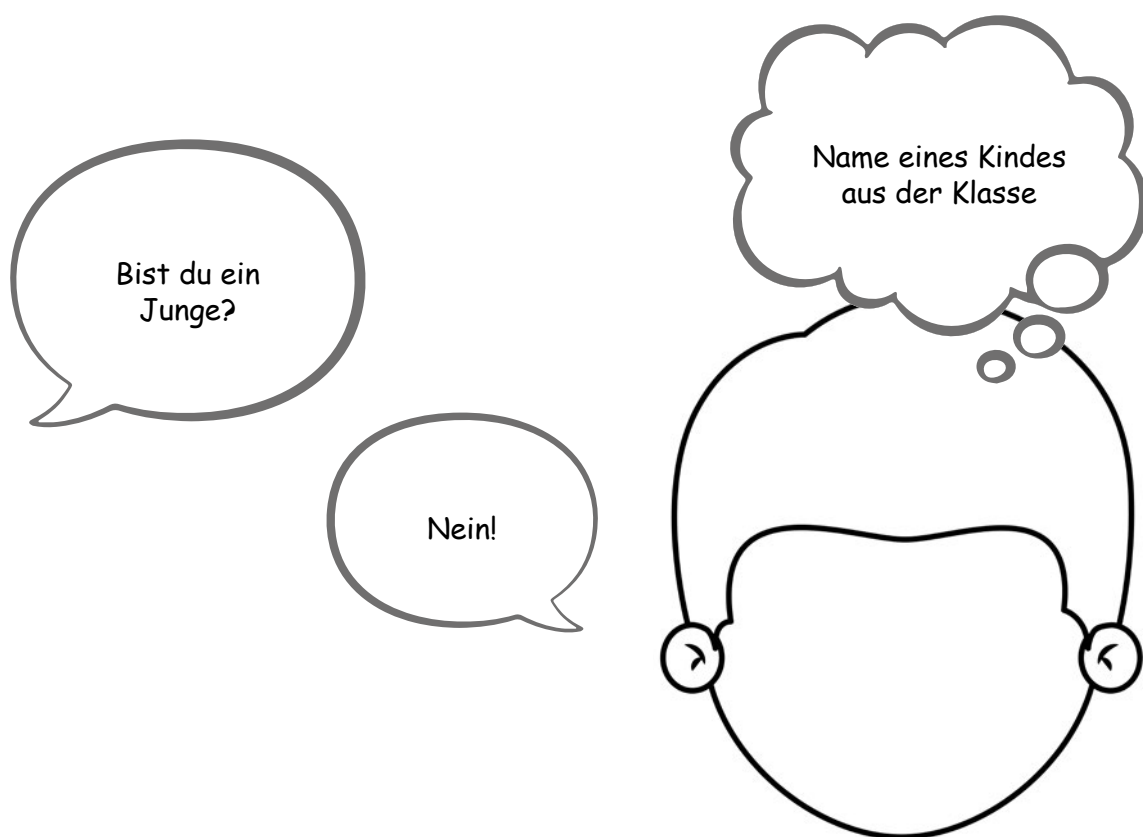 Bist du ein
Junge?
Nein!
Name eines Kindes
aus der Klasse